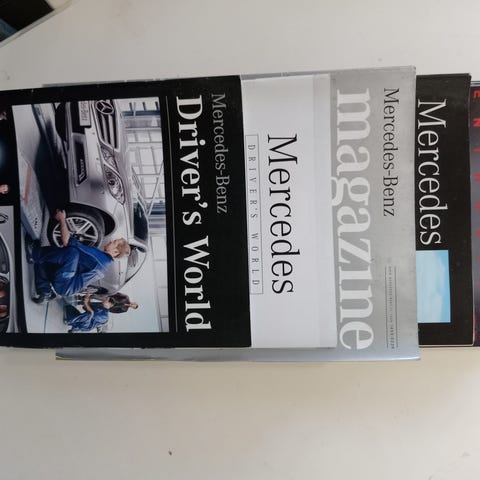 Mercedes-Benz
Driver's World
Mercedes
DRIVER'S WORLD
Mercedes-Benz
magazine
Mercedes